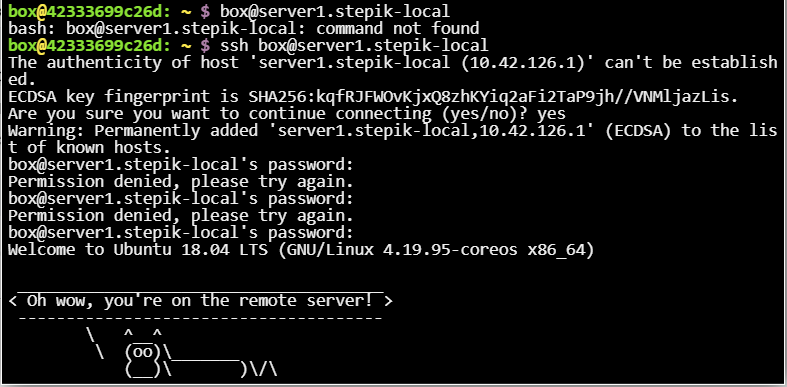 box@42333699c26d: ~ $ box@server1.stepik-local
bash: box@server1.stepik-local: command not found
box@42333699c26d: ~ $ ssh box@server1.stepik-local
The authenticity of host 'server1.stepik-local (10.42.126.1)' can't be establish
ed.
ECDSA key fingerprint is SHA256:kqfRJFWOvKjxQ8zhKYiq2aFi2TaP9jh//VNMljazLis.
Are you sure you want to continue connecting (yes/no)? yes
Warning: Permanently added 'server1.stepik-local,10.42.126.1' (ECDSA) to the lis
t of known hosts.
box@server1.stepik-local's password:
Permission denied, please try again.
box@server1.stepik-local's password:
Permission denied, please try again.
box@server1.stepik-local's password:
Welcome to Ubuntu 18.04 LTS (GNU/Linux 4.19.95-coreos x86_64)
 ____________________________________
< Oh wow, you're on the remote server! >
 ------------------------------------
        \   ^__^
         \  (oo)\_______
            (__)\       )\/\